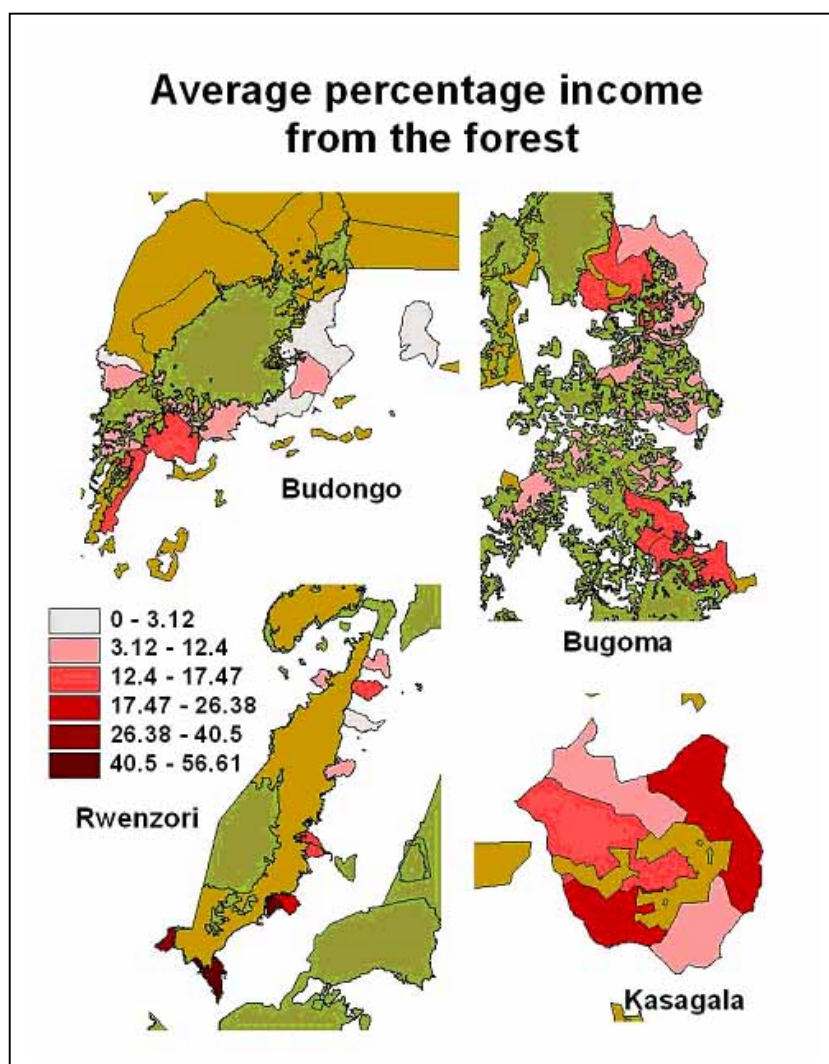 Average percentage income
from the forest
Budongo
Bugoma
0 - 3.12
3.12 - 12.4
12.4 - 17.47
17.47 - 26.38
26.38 - 40.5
40.5 - 56.61
Rwenzori
Kasagala